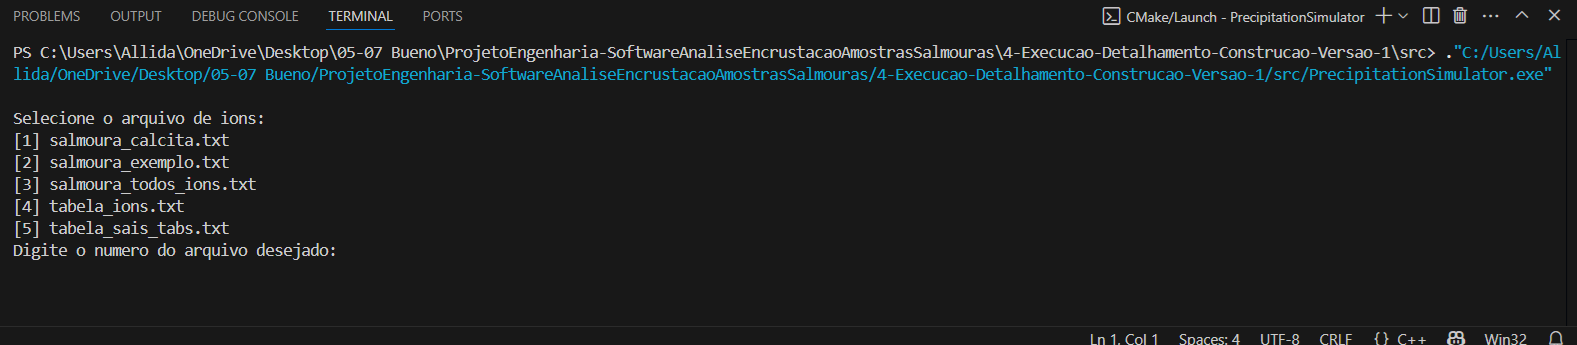 PROBLEMS OUTPUT DEBUG CONSOLE TERMINAL PORTS CMake/Launch - PrecipitationSimulator
PS C:\Users\Allida\OneDrive\Desktop\05-07 Bueno\ProjetoEngenharia-SoftwareAnaliseEncrustacaoAmostrasSalmouras\4-Execucao-Detalhamento-Construcao-Versao-1\src> ."C:/Users/Al
lida/OneDrive/Desktop/05-07 Bueno/ProjetoEngenharia-SoftwareAnaliseEncrustacaoAmostrasSalmouras/4-Execucao-Detalhamento-Construcao-Versao-1/src/PrecipitationSimulator.exe"
Selecione o arquivo de ions:
[1] salmoura_calcita.txt
[2] salmoura_exemplo.txt
[3] salmoura_todos_ions.txt
[4] tabela_ions.txt
[5] tabela_sais_tabs.txt
Digite o numero do arquivo desejado:
Ln 1, Col 1 Spaces: 4 UTF-8 CRLF {} C++ Win32